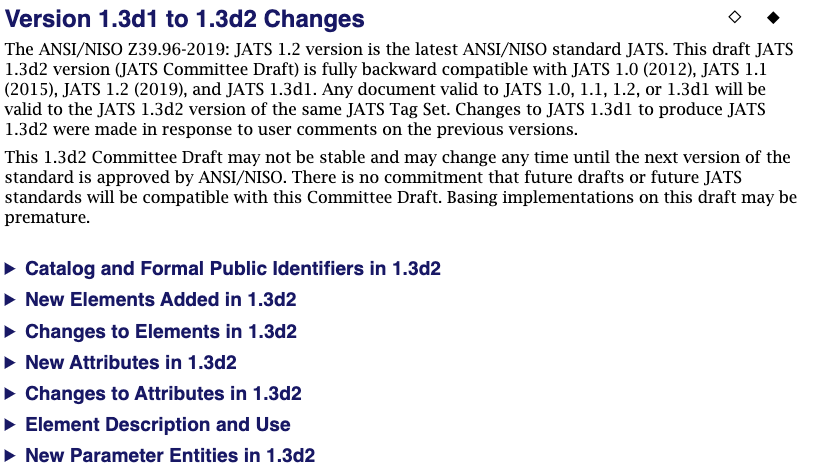 Version 1.3d1 to 1.3d2 Changes
The ANSI/NISO Z39.96-2019: JATS 1.2 version is the latest ANSI/NISO standard JATS. This draft JATS
1.3d2 version (JATS Committee Draft) is fully backward compatible with JATS 1.0 (2012), JATS 1.1
(2015), JATS 1.2 (2019), and JATS 1.3d1. Any document valid to JATS 1.0, 1.1, 1.2, or 1.3d1 will be
valid to the JATS 1.3d2 version of the same JATS Tag Set. Changes to JATS 1.3d1 to produce JATS
1.3d2 were made in response to user comments on the previous versions.
This 1.3d2 Committee Draft may not be stable and may change any time until the next version of the
standard is approved by ANSI/NISO. There is no commitment that future drafts or future JATS
standards will be compatible with this Committee Draft. Basing implementations on this draft may be
premature.
Catalog and Formal Public Identifiers in 1.3d2
New Elements Added in 1.3d2
Changes to Elements in 1.3d2
New Attributes in 1.3d2
Changes to Attributes in 1.3d2
Element Description and Use
New Parameter Entities in 1.3d2